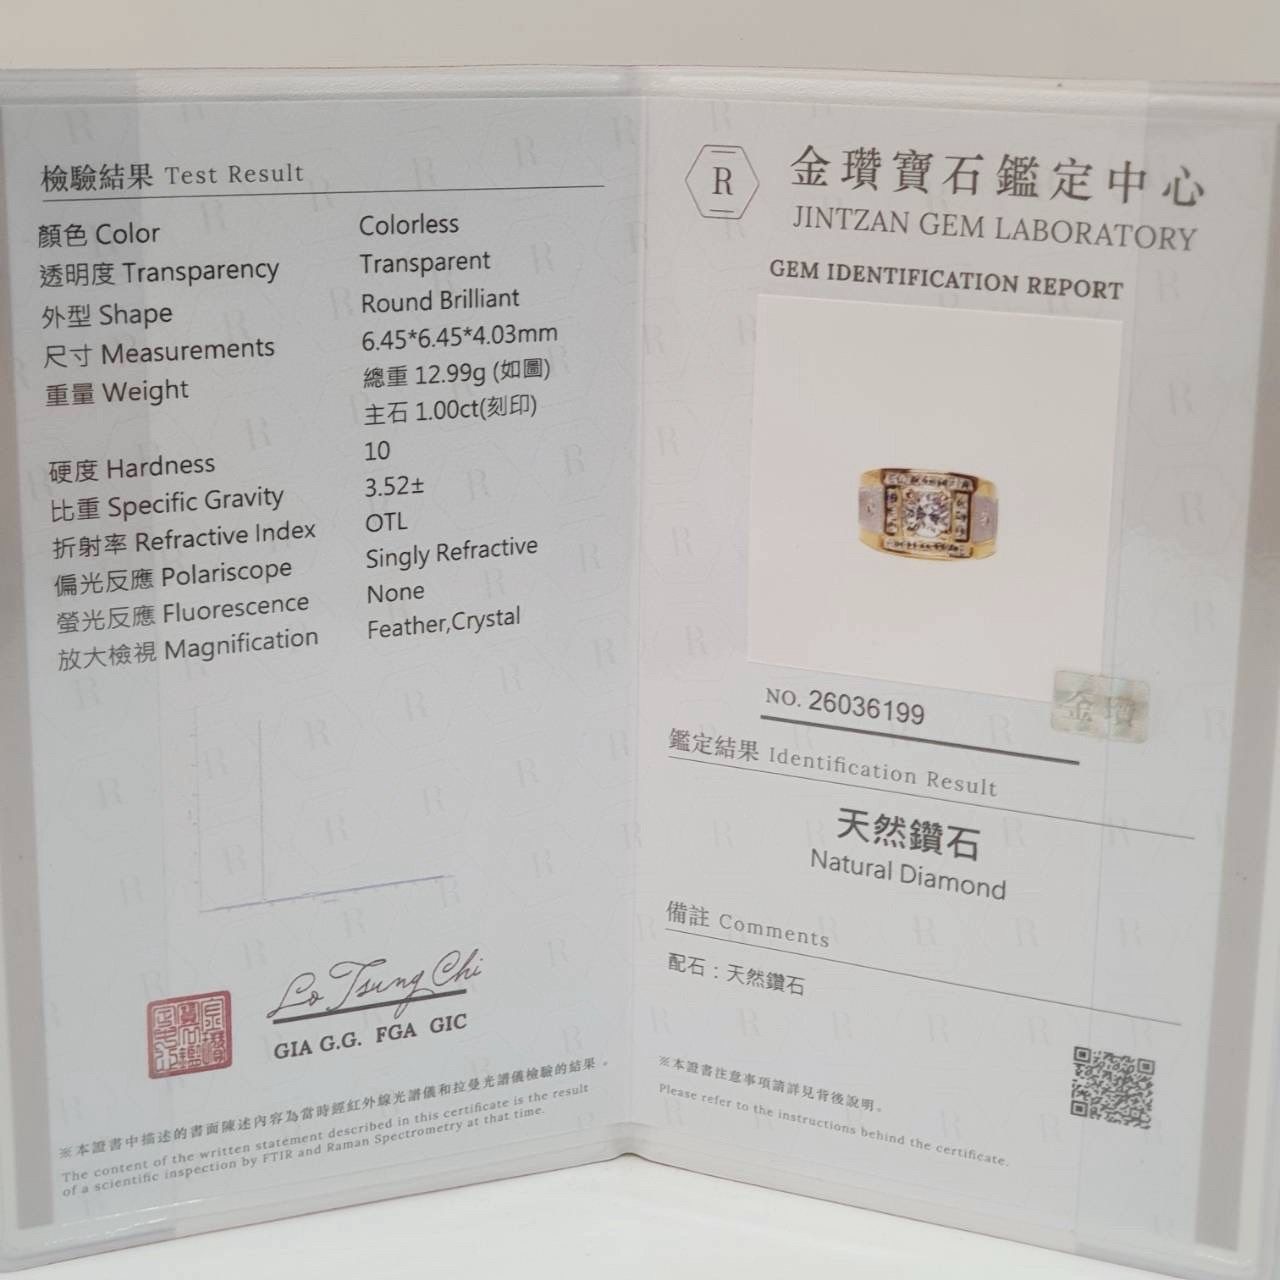 檢驗結果 Test Result
顏色 Color Colorless
透明度 Transparency Transparent
外型 Shape Round Brilliant
尺寸 Measurements 6.45*6.45*4.03mm
重量 Weight 總重 12.99g (如圖)
主石 1.00ct(刻印)
硬度 Hardness 10
比重 Specific Gravity 3.52±
折射率 Refractive Index OTL
偏光反應 Polariscope Singly Refractive
螢光反應 Fluorescence None
放大檢視 Magnification Feather,Crystal
Lo Tsung Chi
GIA G.G. FGA GIC
※本證書中描述的書面陳述內容為當時經紅外線光譜儀和拉曼光譜儀檢驗的結果。
The content of the written statement described in this certificate is the result
of a scientific inspection by FTIR and Raman Spectrometry at that time.
R
金瓚寶石鑑定中心
JINTZAN GEM LABORATORY
GEM IDENTIFICATION REPORT
金瓚
NO. 26036199
鑑定結果 Identification Result
天然鑽石
Natural Diamond
備註 Comments
配石：天然鑽石
※本證書注意事項請詳見背後說明。
Please refer to the instructions behind the certificate.